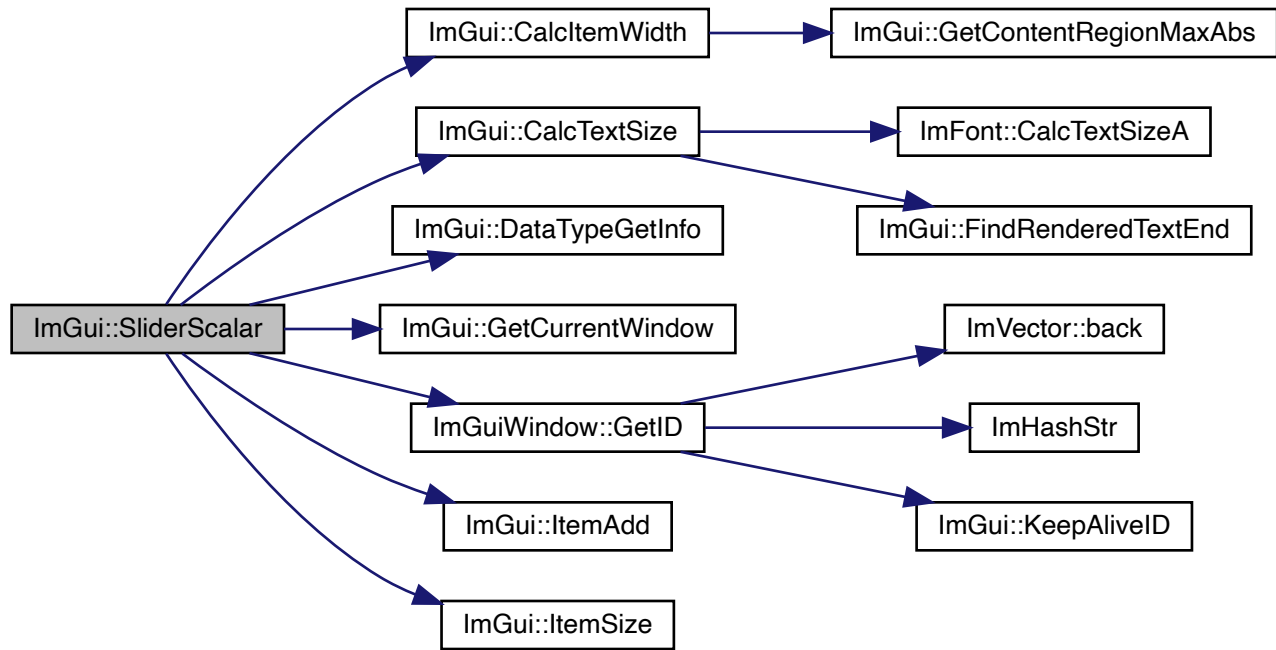 ImGui::SliderScalar
ImGui::CalcItemWidth
ImGui::GetContentRegionMaxAbs
ImGui::CalcTextSize
ImFont::CalcTextSizeA
ImGui::FindRenderedTextEnd
ImGui::DataTypeGetInfo
ImGui::GetCurrentWindow
ImGuiWindow::GetID
ImVector::back
ImHashStr
ImGui::KeepAliveID
ImGui::ItemAdd
ImGui::ItemSize